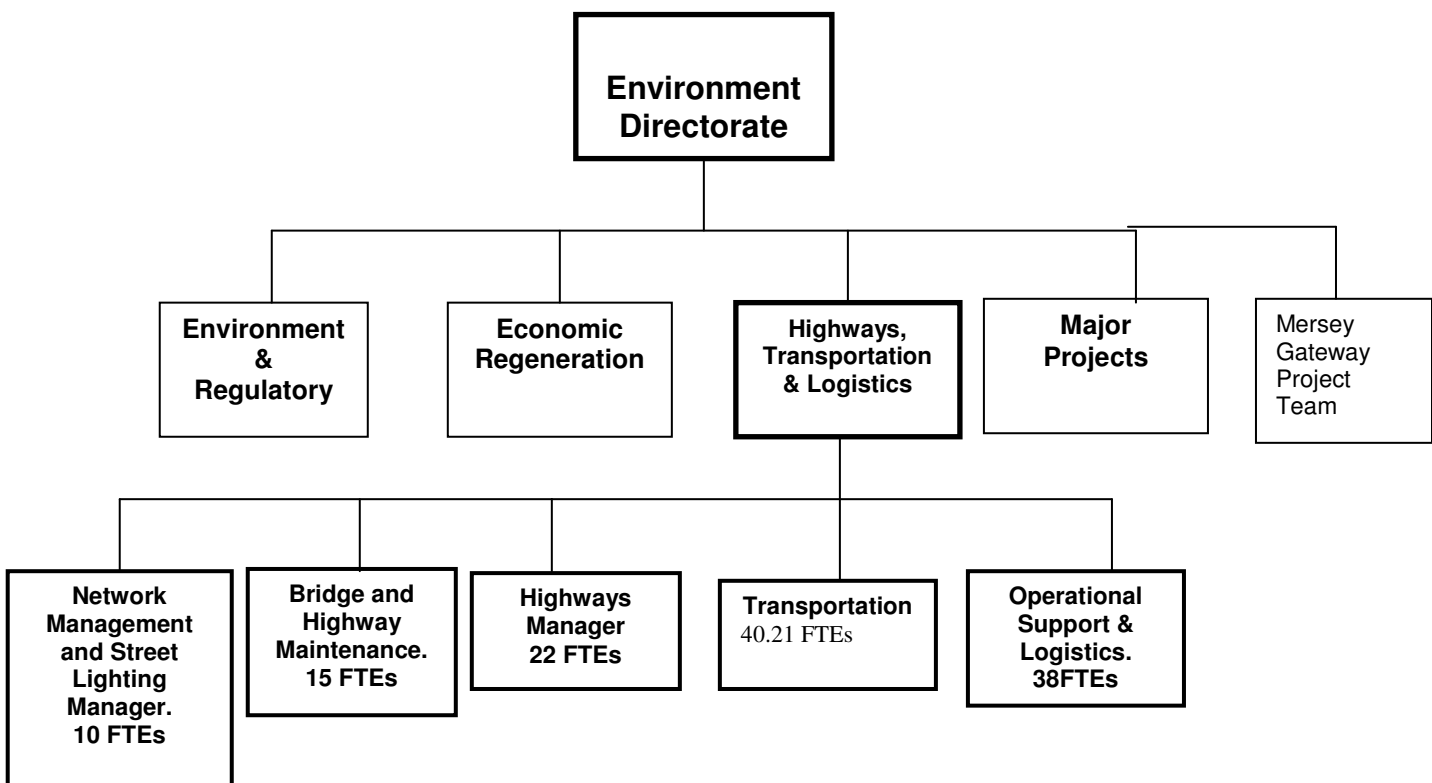 Environment
Directorate
Environment
&
Regulatory
Economic
Regeneration
Highways,
Transportation
& Logistics
Major
Projects
Mersey
Gateway
Project
Team
Network
Management
and Street
Lighting
Manager.
10 FTEs
Bridge and
Highway
Maintenance.
15 FTEs
Highways
Manager
22 FTEs
Transportation
40.21 FTEs
Operational
Support &
Logistics.
38FTEs